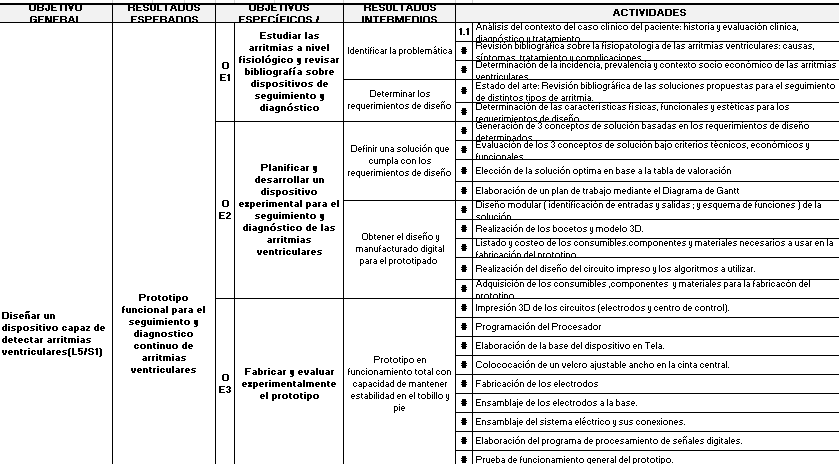 OBJETIVO
GENERAL
RESULTADOS
ESPERADOS
OBJETIVOS
ESPECÍFICOS /
RESULTADOS
INTERMEDIOS
ACTIVIDADES
Diseñar un
dispositivo capaz de
detectar arritmias
ventriculares(L5/S1)
Prototipo
funcional para el
seguimiento y
diagnostico
continuo de
arritmias
ventriculares
O
E1
Estudiar las
arritmias a nivel
fisiológico y revisar
bibliografía sobre
dispositivos de
seguimiento y
diagnóstico
Identificar la problemática
1.1 Análisis del contexto del caso clínico del paciente: historia y evaluación clínica,
diagnóstico y tratamiento
# Revisión bibliográfica sobre la fisiopatología de las arritmias ventriculares: causas,
síntomas, tratamiento y complicaciones
# Determinación de la incidencia, prevalencia y contexto socio económico de las arritmias
ventriculares
Determinar los
requerimientos de diseño
# Estado del arte: Revisión bibliográfica de las soluciones propuestas para el seguimiento
de distintos tipos de arritmia.
# Determinación de las características físicas, funcionales y estéticas para los
requerimientos de diseño
O
E2
Planificar y
desarrollar un
dispositivo
experimental para el
seguimiento y
diagnóstico de las
arritmias
ventriculares
Definir una solución que
cumpla con los
requerimientos de diseño
# Generación de 3 conceptos de solución basadas en los requerimientos de diseño
determinados
# Evaluación de los 3 conceptos de solución bajo criterios técnicos, económicos y
funcionales
# Elección de la solución optima en base a la tabla de valoración
# Elaboración de un plan de trabajo mediante el Diagrama de Gantt
Obtener el diseño y
manufacturado digital
para el prototipado
# Diseño modular ( identificación de entradas y salidas ; y esquema de funciones ) de la
solución
# Realización de los bocetos y modelo 3D.
# Listado y costeo de los consumibles.componentes y materiales necesarios a usar en la
fabricación del prototipo
# Realización del diseño del circuito impreso y los algoritmos a utilizar.
# Adquisición de los consumibles ,componentes y materiales para la fabricacón del
prototipo
O
E3
Fabricar y evaluar
experimentalmente
el prototipo
Prototipo en
funcionamiento total con
capacidad de mantener
estabilidad en el tobillo y
pie
# Impresión 3D de los circuitos (electrodos y centro de control).
# Programación del Procesador
# Elaboración de la base del dispositivo en Tela.
# Colococación de un velcro ajustable ancho en la cinta central.
# Fabricación de los electrodos
# Ensamblaje de los electrodos a la base.
# Ensamblaje del sistema eléctrico y sus conexiones.
# Elaboración del programa de procesamiento de señales digitales.
# Prueba de funcionamiento general del prototipo.